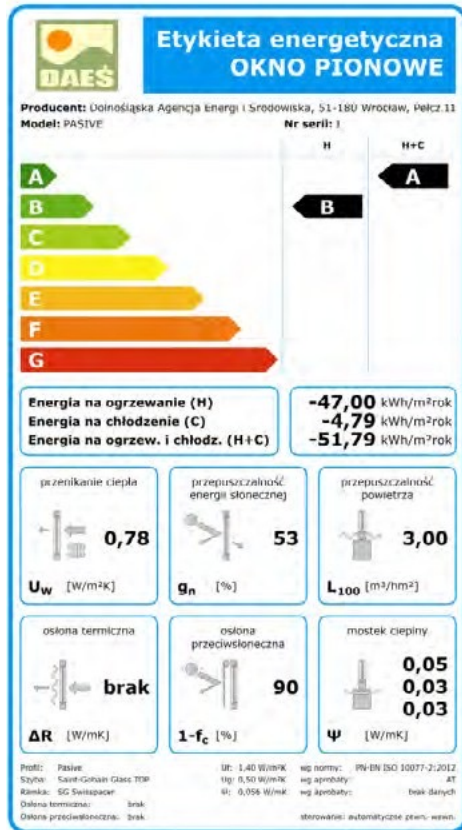 DAEŚ
Etykieta energetyczna
OKNO PIONOWE
Producent: Dolnośląska Agencja Energi i Środowiska, 51-180 Wrocław, Pełcz.11
Model: PASIVE Nr serii: I
H H+C
A A
B B
C
D
E
F
G
Energia na ogrzewanie (H) -47,00 kWh/m²rok
Energia na chłodzenie (C) -4,79 kWh/m²rok
Energia na ogrzew. i chłodz. (H+C) -51,79 kWh/m²rok
przenikanie ciepła
0,78
Uw [W/m²K]
przepuszczalność
energii słonecznej
53
gn [%]
przepuszczalność
powietrza
3,00
L100 [m³/hm²]
osłona termiczna
brak
ΔR [W/mK]
osłona
przeciwsłoneczna
90
1-fc [%]
mostek cieplny
0,05
0,03
0,03
Ψ [W/mK]
Profil: Pasive Uf: 1,40 W/m²K wg normy: PN-EN ISO 10077-2:2012
Szyba: Saint-Gobain Glass TOP Ug: 0,50 W/m²K wg aprobaty: AT
Ramka: SG Swisspacer 0,056 W/mK wg aprobaty: brak danych
Osłona termiczna: brak
Osłona przeciwsłoneczna: brak sterowanie: automatyczne zewn.-wewn.